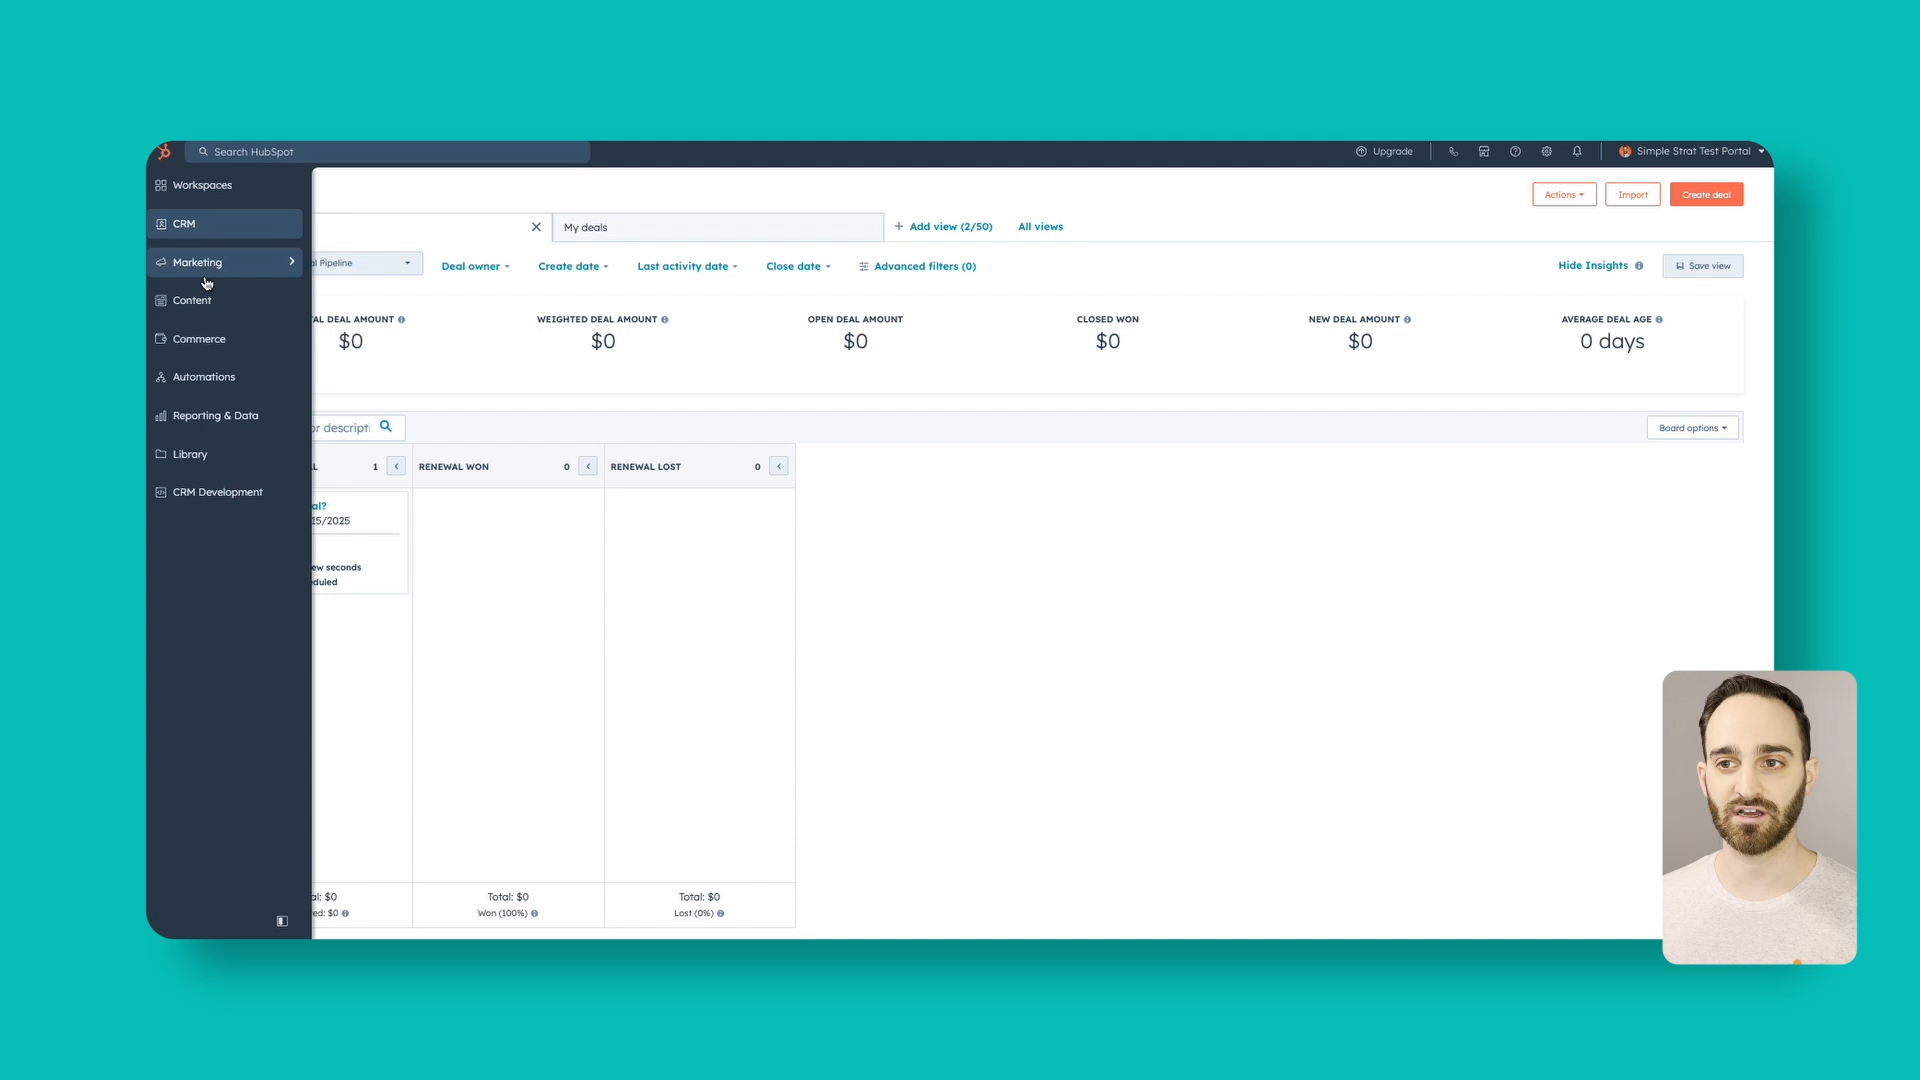 Search HubSpot
Upgrade
Simple Strat Test Portal
Workspaces
CRM
Marketing
Content
Commerce
Automations
Reporting & Data
Library
CRM Development
Actions
Import
Create deal
My deals
Add view (2/50)
All views
Pipeline
Deal owner
Create date
Last activity date
Close date
Advanced filters (0)
Hide Insights
Save view
DEAL AMOUNT
$0
WEIGHTED DEAL AMOUNT
$0
OPEN DEAL AMOUNT
$0
CLOSED WON
$0
NEW DEAL AMOUNT
$0
AVERAGE DEAL AGE
0 days
or descripti
Board options
1
RENEWAL WON
0
RENEWAL LOST
0
al?
15/2025
ew seconds
eduled
al: $0
ed: $0
Total: $0
Won (100%)
Total: $0
Lost (0%)